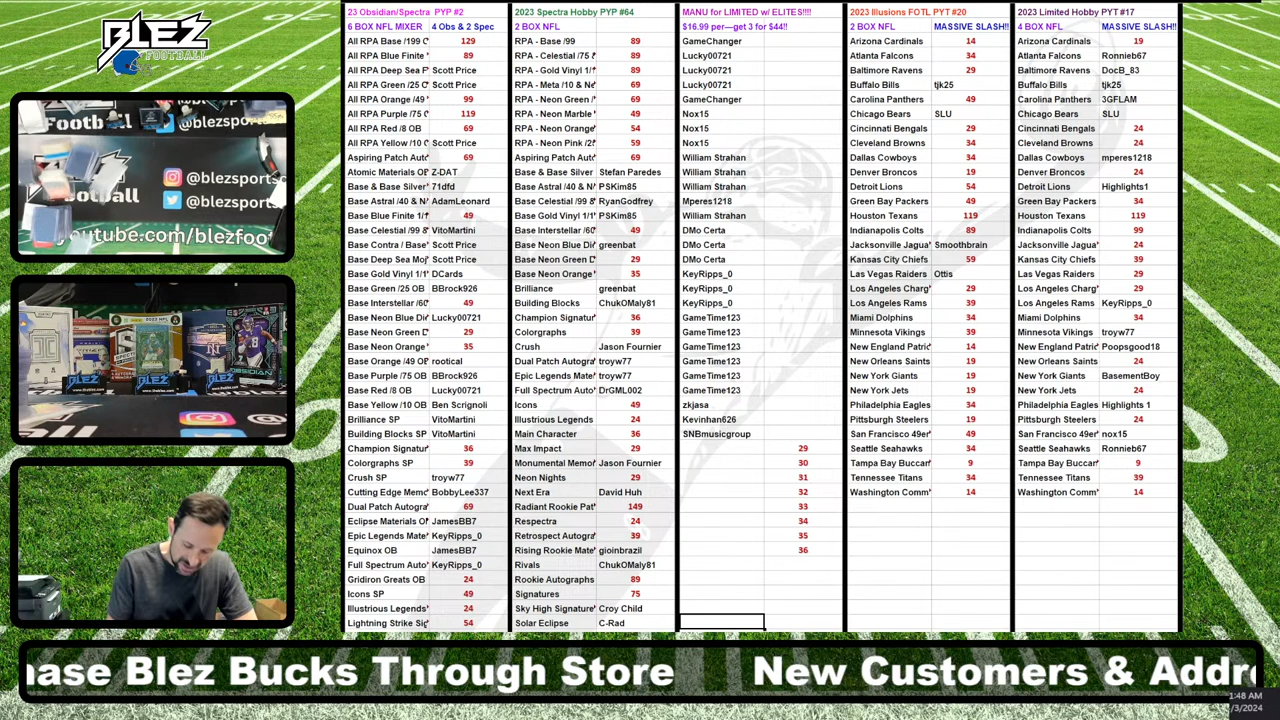 BLEZ
FOOTBALL
Football
@blezsports
@blezsports
@blezsports
youtube.com/blezfoot
BLEZ
BLEZ
BLEZ
OBSIDIAN
23 Obsidian/Spectra PYP #2
6 BOX NFL MIXER 4 Obs & 2 Spec
All RPA Base /199 129
All RPA Blue Finite 89
All RPA Deep Sea Scott Price
All RPA Green /25 Scott Price
All RPA Orange /49 99
All RPA Purple /75 119
All RPA Red /8 OB 69
All RPA Yellow /10 Scott Price
Aspiring Patch Aut 69
Atomic Materials O Z-DAT
Base & Base Silver 71dfd
Base Astral /40 & N AdamLeonard
Base Blue Finite 1/ 49
Base Celestial /99 VitoMartini
Base Contra / Base Scott Price
Base Deep Sea Moj Scott Price
Base Gold Vinyl 1/1 DCards
Base Green /25 OB BBrock926
Base Interstellar /60 49
Base Neon Blue Di Lucky00721
Base Neon Green 29
Base Neon Orange 35
Base Orange /49 OB rootical
Base Purple /75 OB BBrock926
Base Red /8 OB Lucky00721
Base Yellow /10 OB Ben Scrignoli
Brilliance SP VitoMartini
Building Blocks SP VitoMartini
Champion Signatu 36
Colorgraphs SP 39
Crush SP troyw77
Cutting Edge Mem BobbyLee337
Dual Patch Autogra 69
Eclipse Materials O JamesBB7
Epic Legends Mate KeyRipps_0
Equinox OB JamesBB7
Full Spectrum Auto KeyRipps_0
Gridiron Greats OB 24
Icons SP 49
Illustrious Legends 24
Lightning Strike Sig 54
2023 Spectra Hobby PYP #64
2 BOX NFL
RPA - Base /99 89
RPA - Celestial /75 89
RPA - Gold Vinyl 1/ 89
RPA - Meta /10 & Ne 69
RPA - Neon Green / 69
RPA - Neon Marble 49
RPA - Neon Orange 54
RPA - Neon Pink /2 59
Aspiring Patch Aut 69
Base & Base Silver Stefan Paredes
Base Astral /40 & N PSKim85
Base Celestial /99 RyanGodfrey
Base Gold Vinyl 1/1 PSKim85
Base Interstellar /60 49
Base Neon Blue Di greenbat
Base Neon Green 29
Base Neon Orange 35
Brilliance greenbat
Building Blocks ChukOMaly81
Champion Signatur 36
Colorgraphs 39
Crush Jason Fournier
Dual Patch Autogra troyw77
Epic Legends Mate troyw77
Full Spectrum Auto DrGML002
Icons 49
Illustrious Legends 24
Main Character 36
Max Impact 29
Monumental Memo Jason Fournier
Neon Nights 29
Next Era David Huh
Radiant Rookie Pat 149
Respectra 24
Retrospect Autogra 39
Rising Rookie Mate gioinbrazil
Rivals ChukOMaly81
Rookie Autographs 89
Signatures 75
Sky High Signature Croy Child
Solar Eclipse C-Rad
MANU for LIMITED w/ ELITES!!!!
$16.99 per---get 3 for $44!!
GameChanger
Lucky00721
Lucky00721
Lucky00721
GameChanger
Nox15
Nox15
Nox15
William Strahan
William Strahan
William Strahan
Mperes1218
William Strahan
DMo Certa
DMo Certa
DMo Certa
KeyRipps_0
KeyRipps_0
KeyRipps_0
GameTime123
GameTime123
GameTime123
GameTime123
GameTime123
GameTime123
zkjasa
Kevinhan626
SNBmusicgroup
29
30
31
32
33
34
35
36
2023 Illusions FOTL PYT #20
2 BOX NFL MASSIVE SLASH!!
Arizona Cardinals 14
Atlanta Falcons 34
Baltimore Ravens 29
Buffalo Bills tjk25
Carolina Panthers 49
Chicago Bears SLU
Cincinnati Bengals 29
Cleveland Browns 34
Dallas Cowboys 34
Denver Broncos 19
Detroit Lions 54
Green Bay Packers 49
Houston Texans 119
Indianapolis Colts 89
Jacksonville Jagua Smoothbrain
Kansas City Chiefs 59
Las Vegas Raiders Ottis
Los Angeles Charg 29
Los Angeles Rams 39
Miami Dolphins 34
Minnesota Vikings 39
New England Patric 14
New Orleans Saints 19
New York Giants 19
New York Jets 19
Philadelphia Eagles 34
Pittsburgh Steelers 19
San Francisco 49er 49
Seattle Seahawks 34
Tampa Bay Buccan 9
Tennessee Titans 34
Washington Comm 14
2023 Limited Hobby PYT #17
4 BOX NFL MASSIVE SLASH!!
Arizona Cardinals 19
Atlanta Falcons Ronnieb67
Baltimore Ravens DocB_83
Buffalo Bills tjk25
Carolina Panthers 3GFLAM
Chicago Bears SLU
Cincinnati Bengals 24
Cleveland Browns 24
Dallas Cowboys mperes1218
Denver Broncos 24
Detroit Lions Highlights1
Green Bay Packers 34
Houston Texans 119
Indianapolis Colts 99
Jacksonville Jagua 24
Kansas City Chiefs 39
Las Vegas Raiders 29
Los Angeles Charg 29
Los Angeles Rams KeyRipps_0
Miami Dolphins 34
Minnesota Vikings troyw77
New England Patric Poopsgood18
New Orleans Saints 24
New York Giants BasementBoy
New York Jets 24
Philadelphia Eagles Highlights 1
Pittsburgh Steelers 24
San Francisco 49er nox15
Seattle Seahawks Ronnieb67
Tampa Bay Buccan 9
Tennessee Titans 39
Washington Comm 14
ase Blez Bucks Through Store New Customers & Addr
1:48 AM
/3/2024